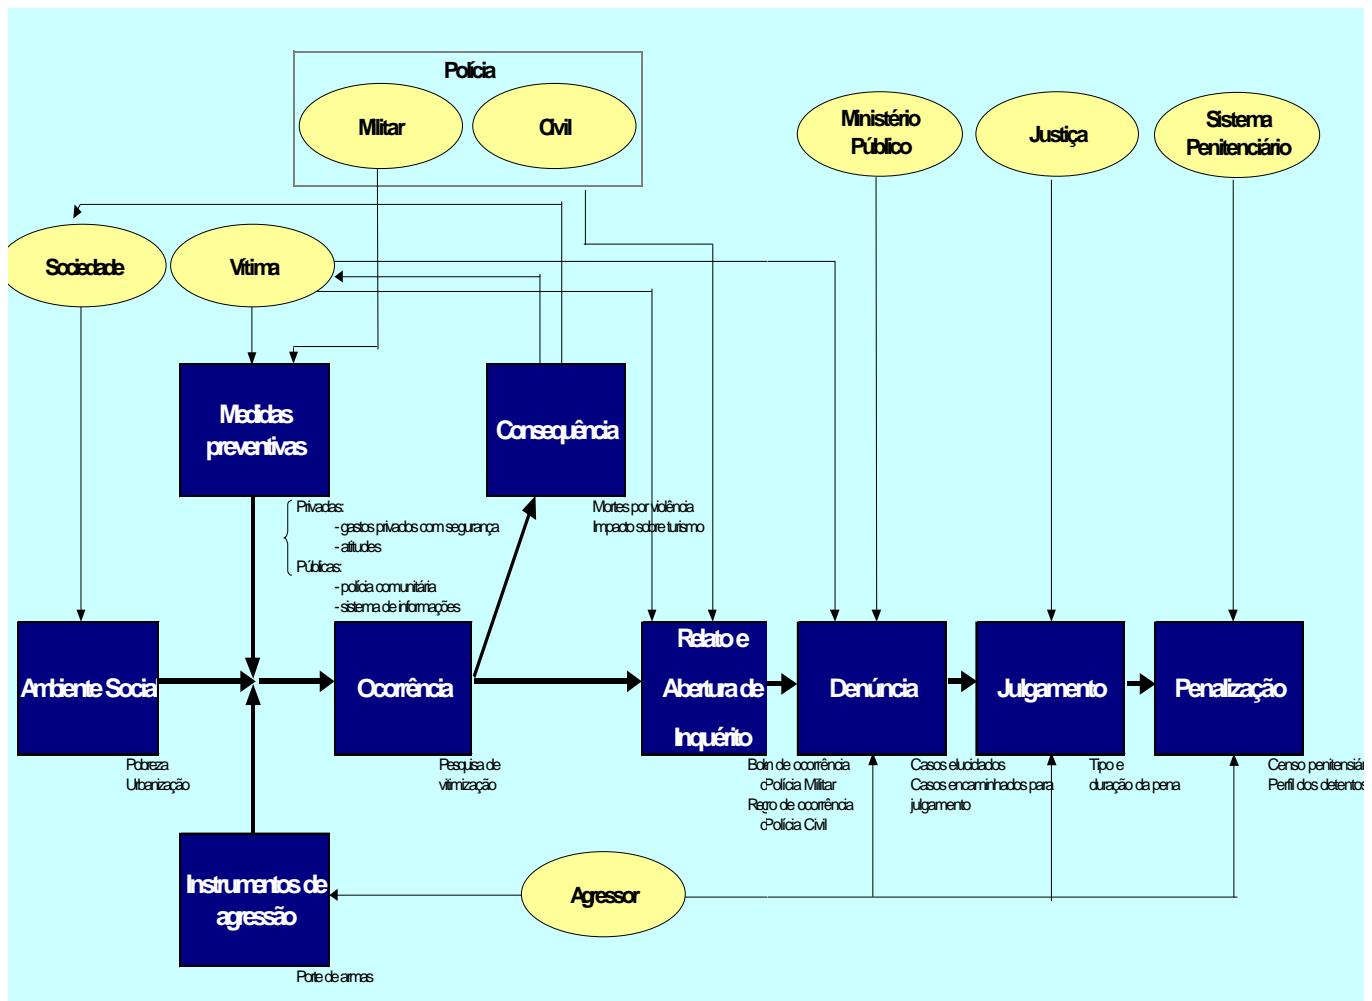 Polícia
Militar
Civil
Ministério
Público
Justiça
Sistema
Penitenciário
Sociedade
Vítima
Medidas
preventivas
Consequência
Privadas:
- gastos privados com segurança
- atitudes
Públicas:
- polícia comunitária
- sistema de informações
Mortes por violência
Impacto sobre turismo
Ambiente Social
Ocorrência
Relato e
Abertura de
Inquérito
Denúncia
Julgamento
Penalização
Pobreza
Urbanização
Pesquisa de
vitimização
de ocorrência
Polícia Militar
de ocorrência
Polícia Civil
Casos elucidados
Casos encaminhados para
julgamento
Tipo e
duração da pena
Censo
Perfil dos detentos
Instrumentos de
agressão
Agressor
Porte de armas